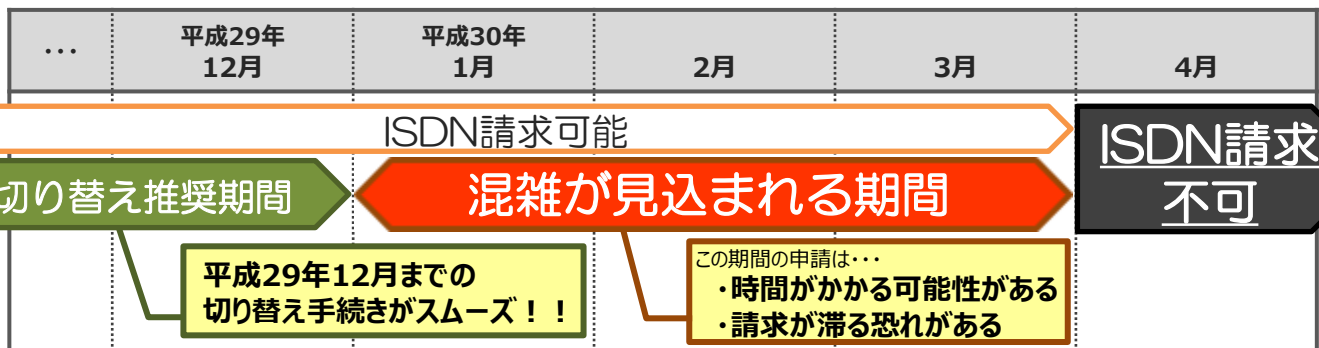 …
平成29年
12月
平成30年
1月
2月
3月
4月
ISDN請求可能
ISDN請求
不可
切り替え推奨期間
混雑が見込まれる期間
平成29年12月までの
切り替え手続きがスムーズ！！
この期間の申請は･･･
・時間がかかる可能性がある
・請求が滞る恐れがある